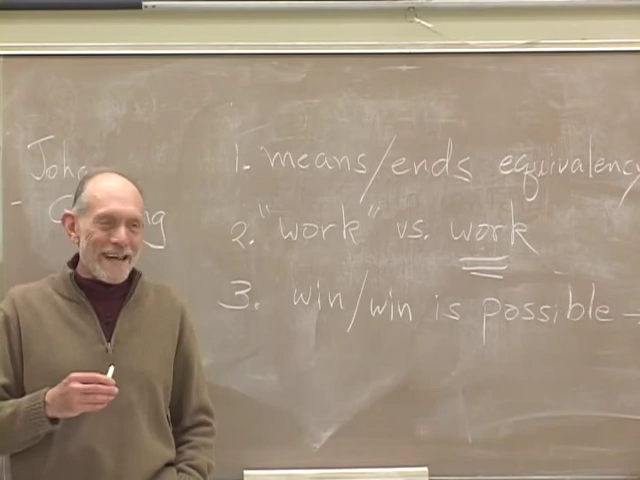 1. means/ends equivalency
2. "work" vs. work
3. win/win is possible –